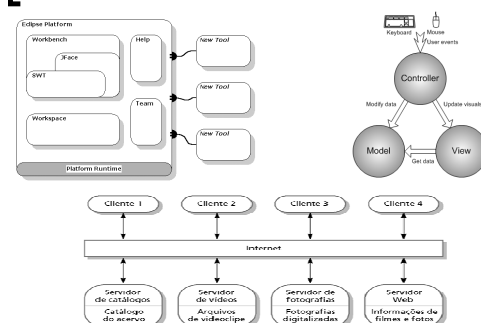 Eclipse Platform
Workbench
JFace
SWT
Workspace
Help
Team
Platform Runtime
New Tool
New Tool
New Tool
Keyboard
Mouse
User events
Controller
Modify data
Update visuals
Model
View
Get data
Cliente 1
Cliente 2
Cliente 3
Cliente 4
Internet
Servidor
de catálogos
Catálogo
do acervo
Servidor
de vídeos
Arquivos
de videoclipe
Servidor de
fotografias
Fotografias
digitalizadas
Servidor
Web
Informações de
filmes e fotos